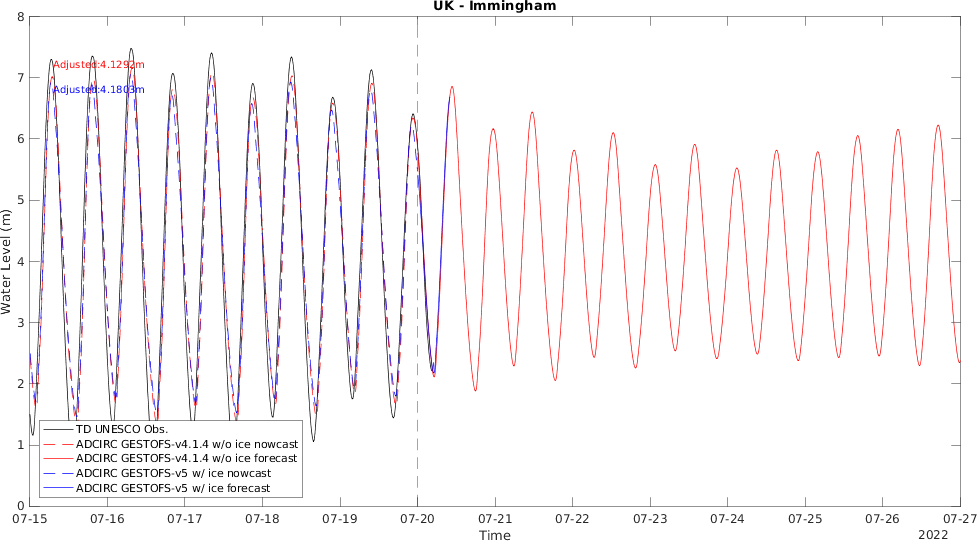 UK - Immingham
8
7
6
5
4
3
2
1
0
Water Level (m)
Adjusted:4.1292m
Adjusted:4.1803m
TD UNESCO Obs.
ADCIRC GESTOFS-v4.1.4 w/o ice nowcast
ADCIRC GESTOFS-v4.1.4 w/o ice forecast
ADCIRC GESTOFS-v5 w/ ice nowcast
ADCIRC GESTOFS-v5 w/ ice forecast
07-15 07-16 07-17 07-18 07-19 07-20 07-21 07-22 07-23 07-24 07-25 07-26 07-27
Time
2022